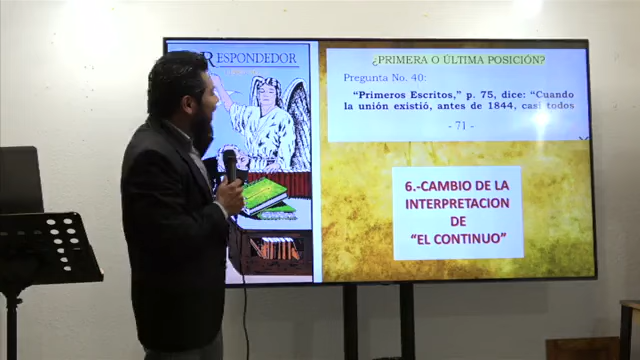 RESPONDEDOR
¿PRIMERA O ÚLTIMA POSICIÓN?
Pregunta No. 40:
"Primeros Escritos," p. 75, dice: "Cuando
la unión existió, antes de 1844, casi todos
- 71 -
6.-CAMBIO DE LA
INTERPRETACION
DE
"EL CONTINUO"